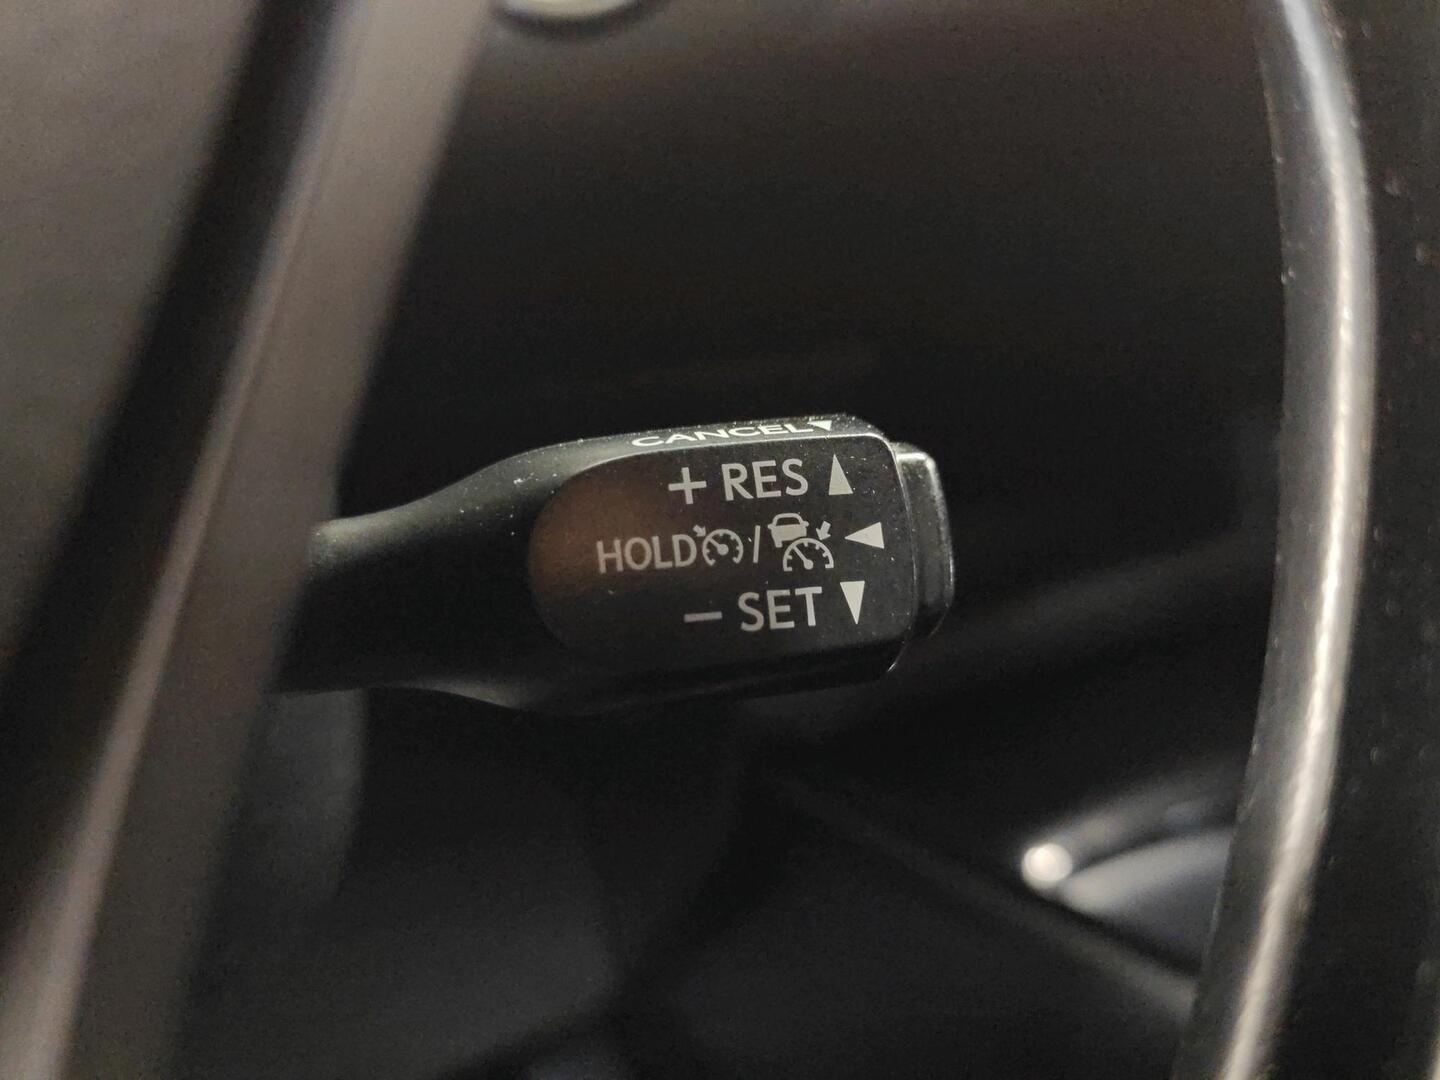 CANCEL
+ RES
HOLD /
– SET